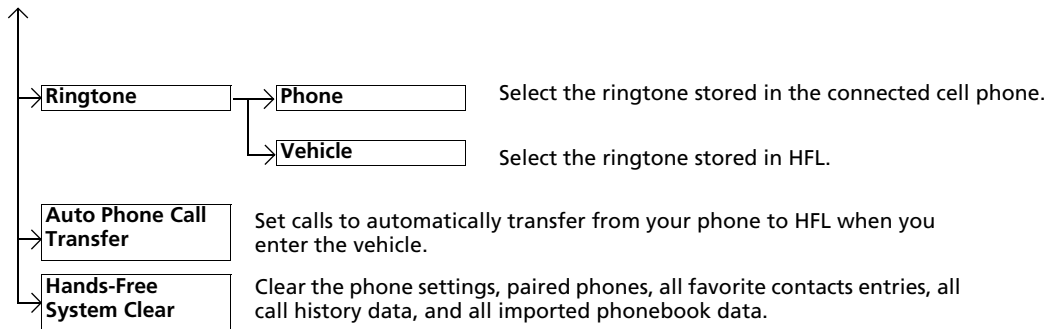 Ringtone
Phone
Select the ringtone stored in the connected cell phone.
Vehicle
Select the ringtone stored in HFL.
Auto Phone Call
Transfer
Set calls to automatically transfer from your phone to HFL when you
enter the vehicle.
Hands-Free
System Clear
Clear the phone settings, paired phones, all favorite contacts entries, all
call history data, and all imported phonebook data.